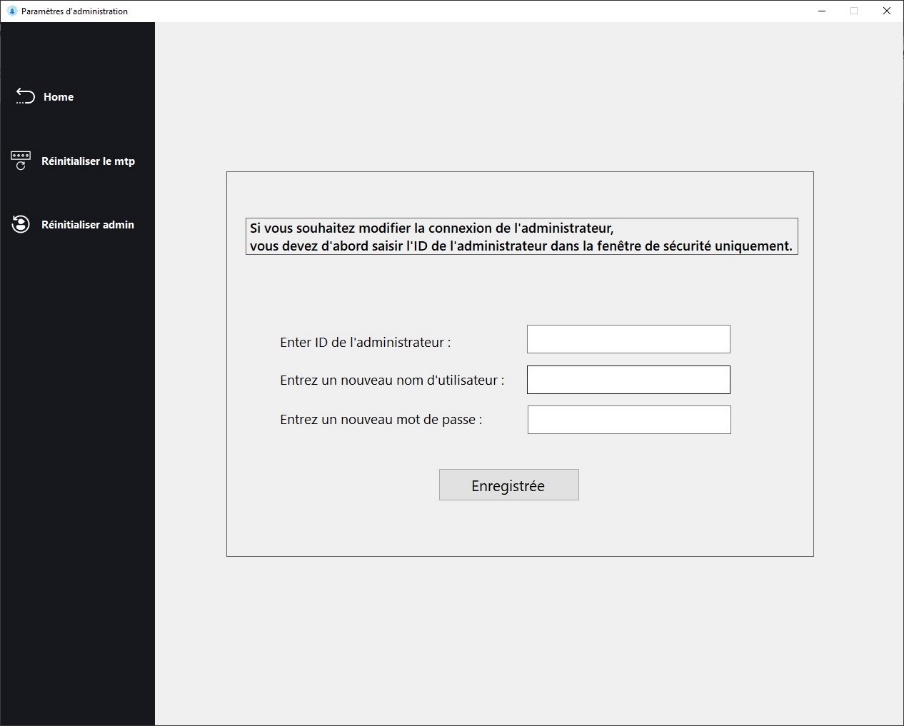 Paramètres d'administration
Home
Réinitialiser le mtp
Réinitialiser admin
Si vous souhaitez modifier la connexion de l'administrateur,
vous devez d'abord saisir l'ID de l'administrateur dans la fenêtre de sécurité uniquement.
Enter ID de l'administrateur :
Entrez un nouveau nom d'utilisateur :
Entrez un nouveau mot de passe :
Enregistrée